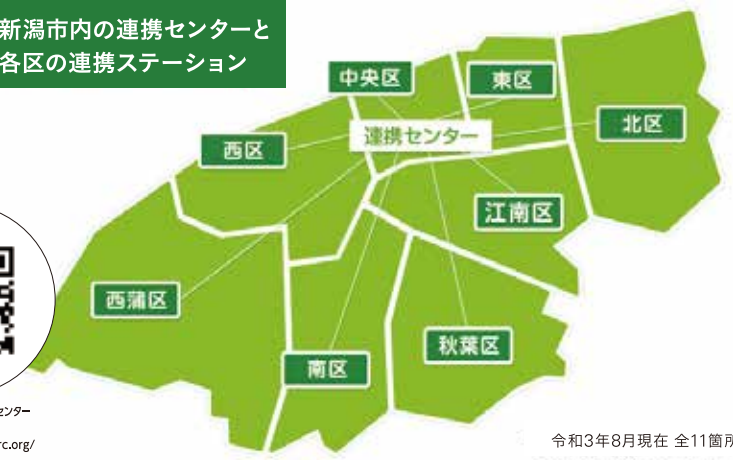 新潟市内の連携センターと
各区の連携ステーション
中央区
東区
北区
連携センター
西区
江南区
西蒲区
秋葉区
南区
センター
rc.org/
令和3年8月現在 全11箇所